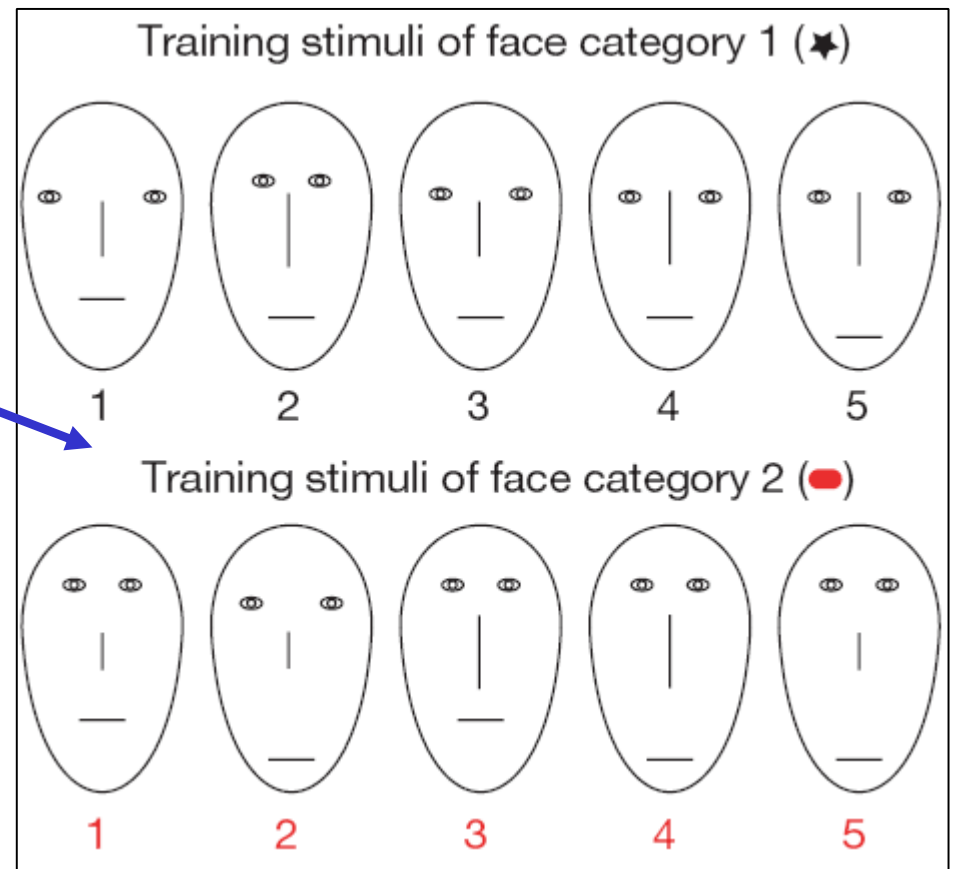 Training stimuli of face category 1 (★)
1 2 3 4 5
Training stimuli of face category 2 ()
1 2 3 4 5